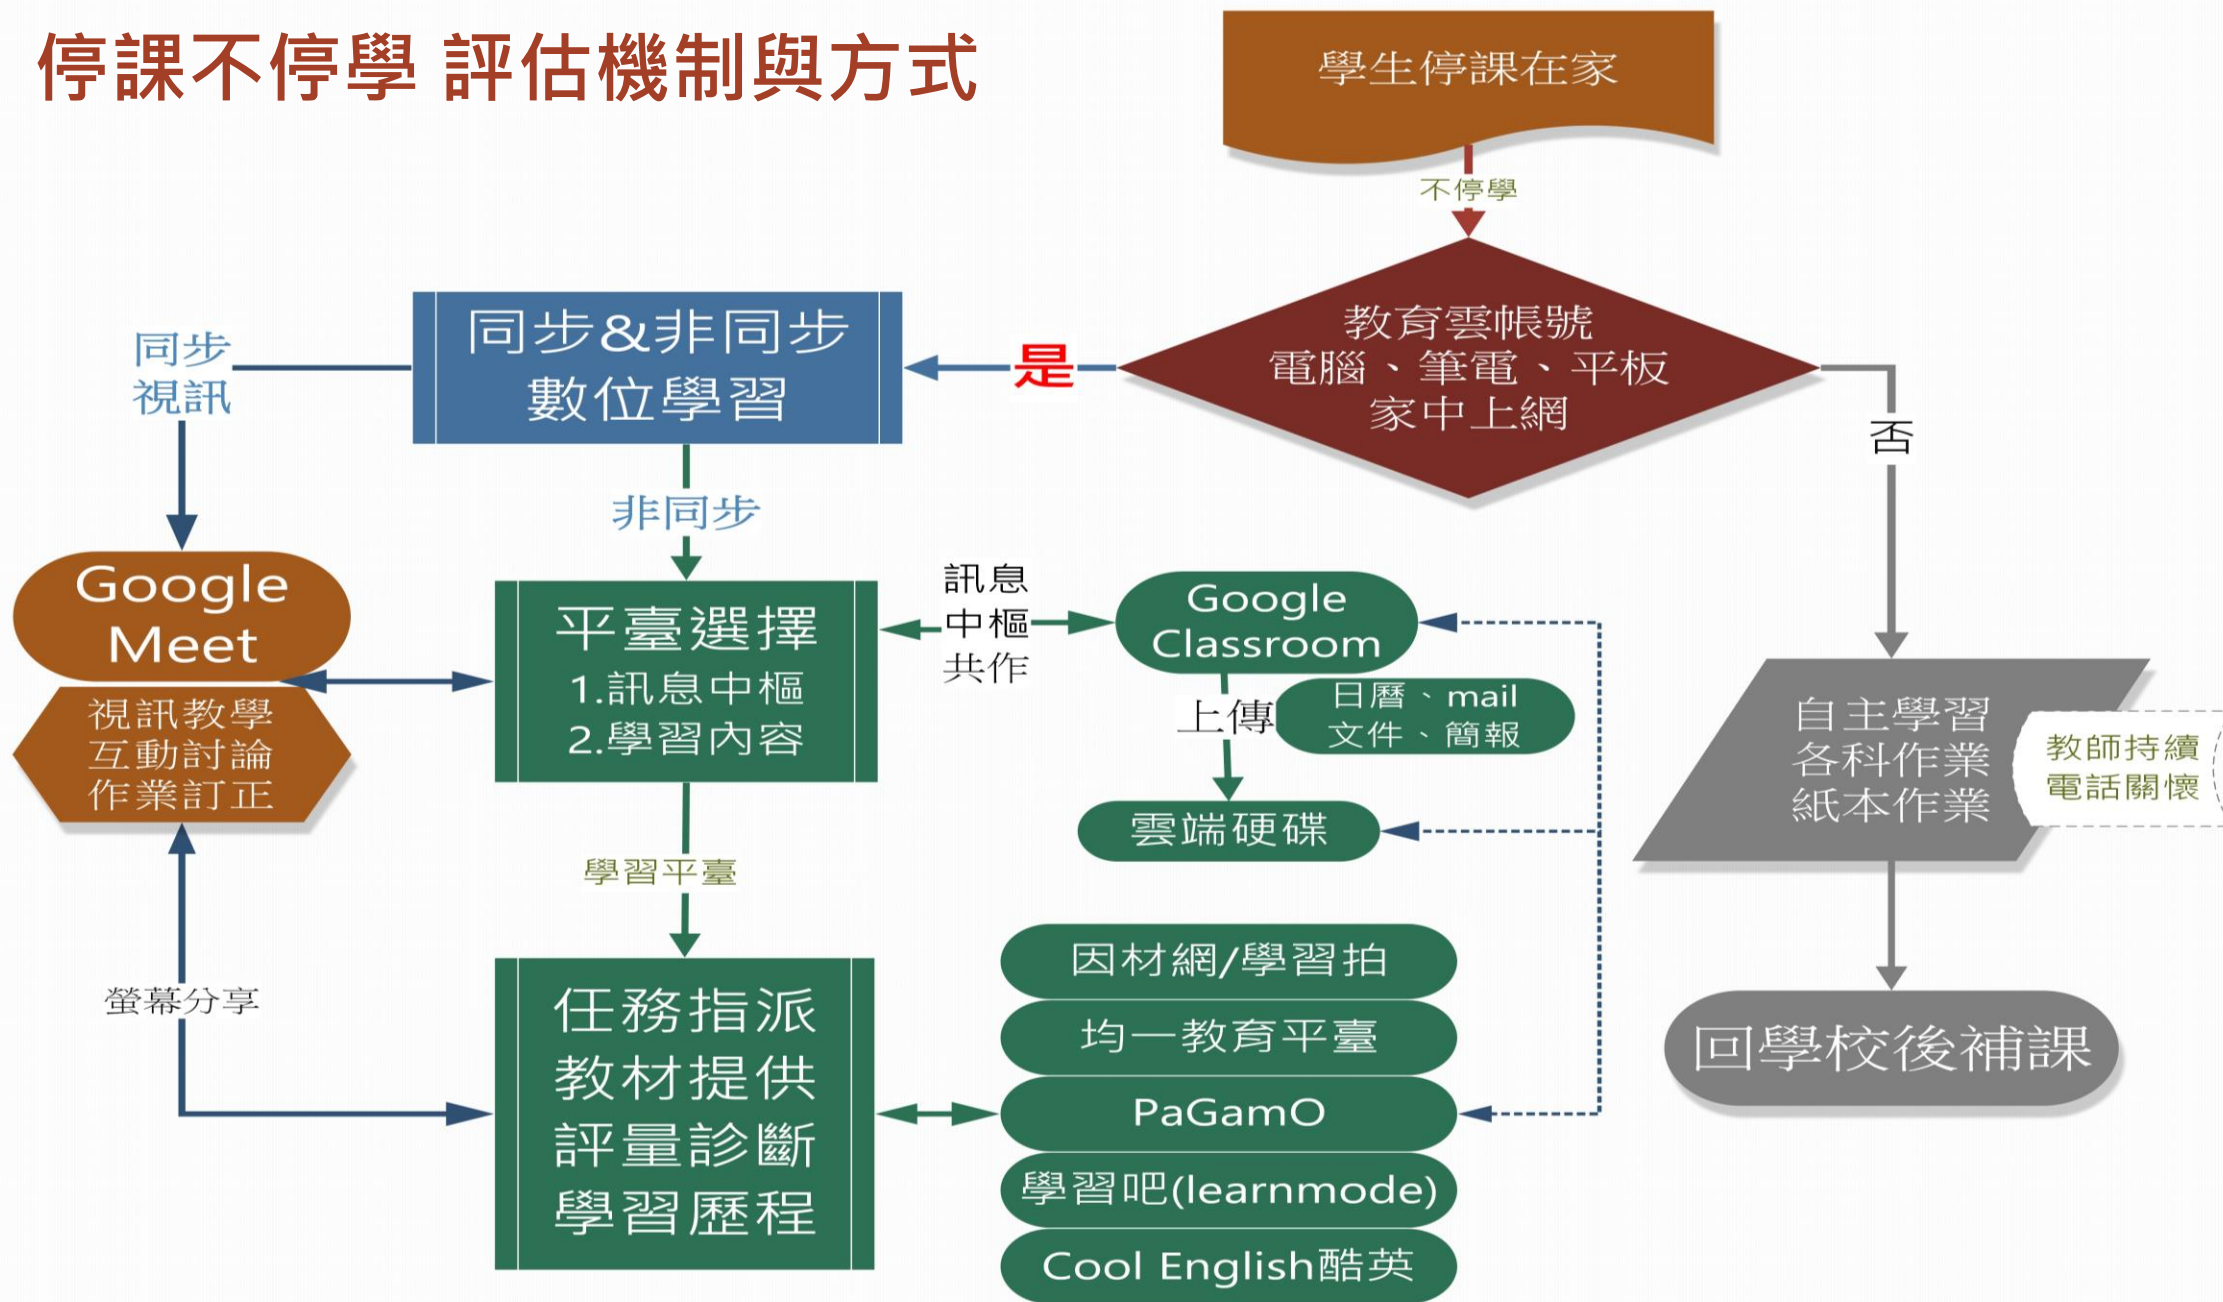 停課不停學 評估機制與方式
學生停課在家
不停學
教育雲帳號
電腦、筆電、平板
家中上網
是
否
同步&非同步
數位學習
同步
視訊
非同步
Google
Meet
視訊教學
互動討論
作業訂正
平臺選擇
1.訊息中樞
2.學習內容
訊息
中樞
共作
Google
Classroom
日曆、mail
文件、簡報
上傳
雲端硬碟
自主學習
各科作業
紙本作業
教師持續
電話關懷
回學校後補課
學習平臺
螢幕分享
任務指派
教材提供
評量診斷
學習歷程
因材網/學習拍
均一教育平臺
PaGamO
學習吧(learnmode)
Cool English酷英